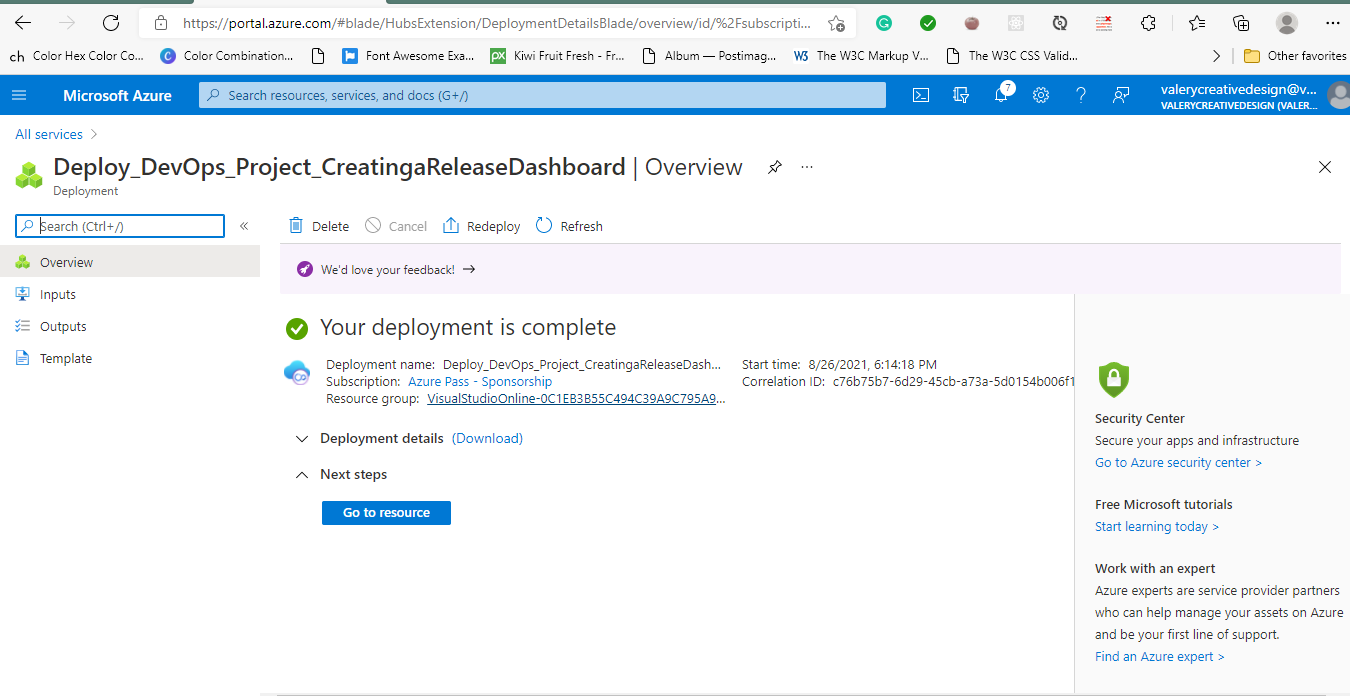 https://portal.azure.com/#blade/HubsExtension/DeploymentDetailsBlade/overview/id/%2Fsubscripti...
ch Color Hex Color Co...
C Color Combination...
Font Awesome Exa...
px Kiwi Fruit Fresh - Fr...
Album — Postimag...
W3 The W3C Markup V...
The W3C CSS Valid...
Other favorites
Microsoft Azure
Search resources, services, and docs (G+/)
7
valerycreativedesign@v...
VALERYCREATIVEDESIGN (VALER...
All services
Deploy_DevOps_Project_CreatingaReleaseDashboard | Overview
Deployment
Search (Ctrl+/)
«
Overview
Inputs
Outputs
Template
Delete
Cancel
Redeploy
Refresh
We'd love your feedback! →
Your deployment is complete
Deployment name: Deploy_DevOps_Project_CreatingaReleaseDash...
Subscription: Azure Pass - Sponsorship
Resource group: VisualStudioOnline-0C1EB3B55C494C39A9C795A9...
Start time: 8/26/2021, 6:14:18 PM
Correlation ID: c76b75b7-6d29-45cb-a73a-5d0154b006f1
Deployment details (Download)
Next steps
Go to resource
Security Center
Secure your apps and infrastructure
Go to Azure security center >
Free Microsoft tutorials
Start learning today >
Work with an expert
Azure experts are service provider partners
who can help manage your assets on Azure
and be your first line of support.
Find an Azure expert >